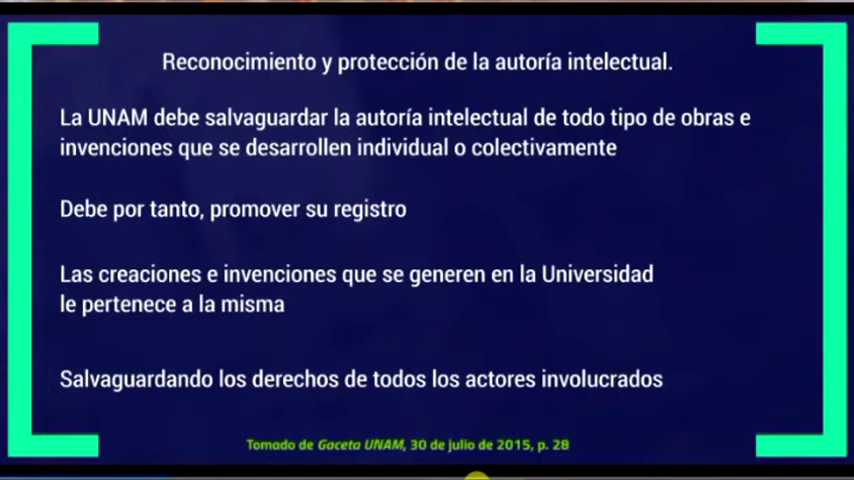 Reconocimiento y protección de la autoría intelectual.
La UNAM debe salvaguardar la autoría intelectual de todo tipo de obras e
invenciones que se desarrollen individual o colectivamente
Debe por tanto, promover su registro
Las creaciones e invenciones que se generen en la Universidad
le pertenece a la misma
Salvaguardando los derechos de todos los actores involucrados
Tomado de Gaceta UNAM, 30 de julio de 2015, p. 28